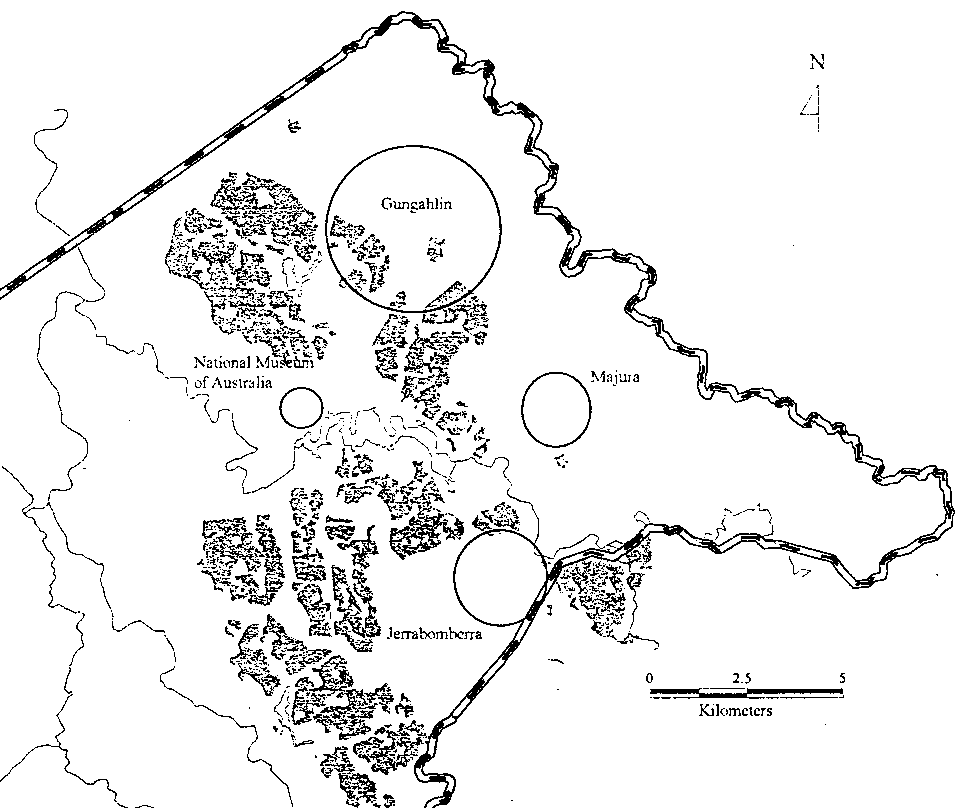 N
Gungahlin
National Museum
of Australia
Majura
Jerrabomberra
0 2.5 5
Kilometers